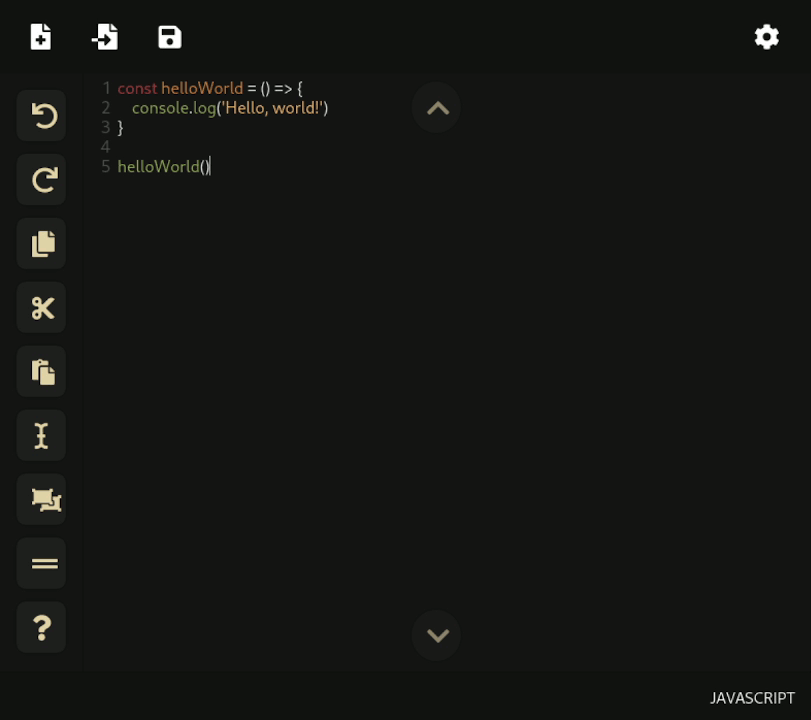 1 const helloWorld = () => {
2     console.log('Hello, world!')
3 }
4
5 helloWorld()
JAVASCRIPT